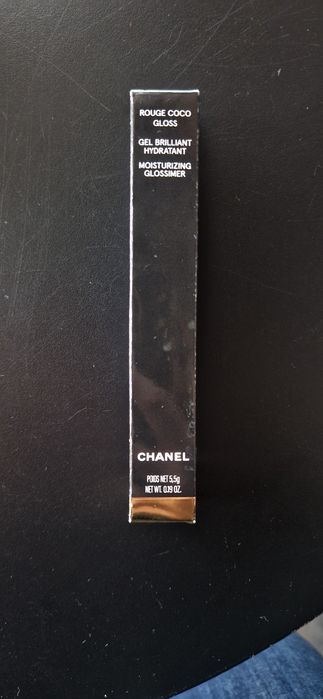 ROUGE COCO
GLOSS
GEL BRILLIANT
HYDRATANT
MOISTURIZING
GLOSSIMER
CHANEL
POIDS NET 5,5g
NET WT. 0.19 OZ.